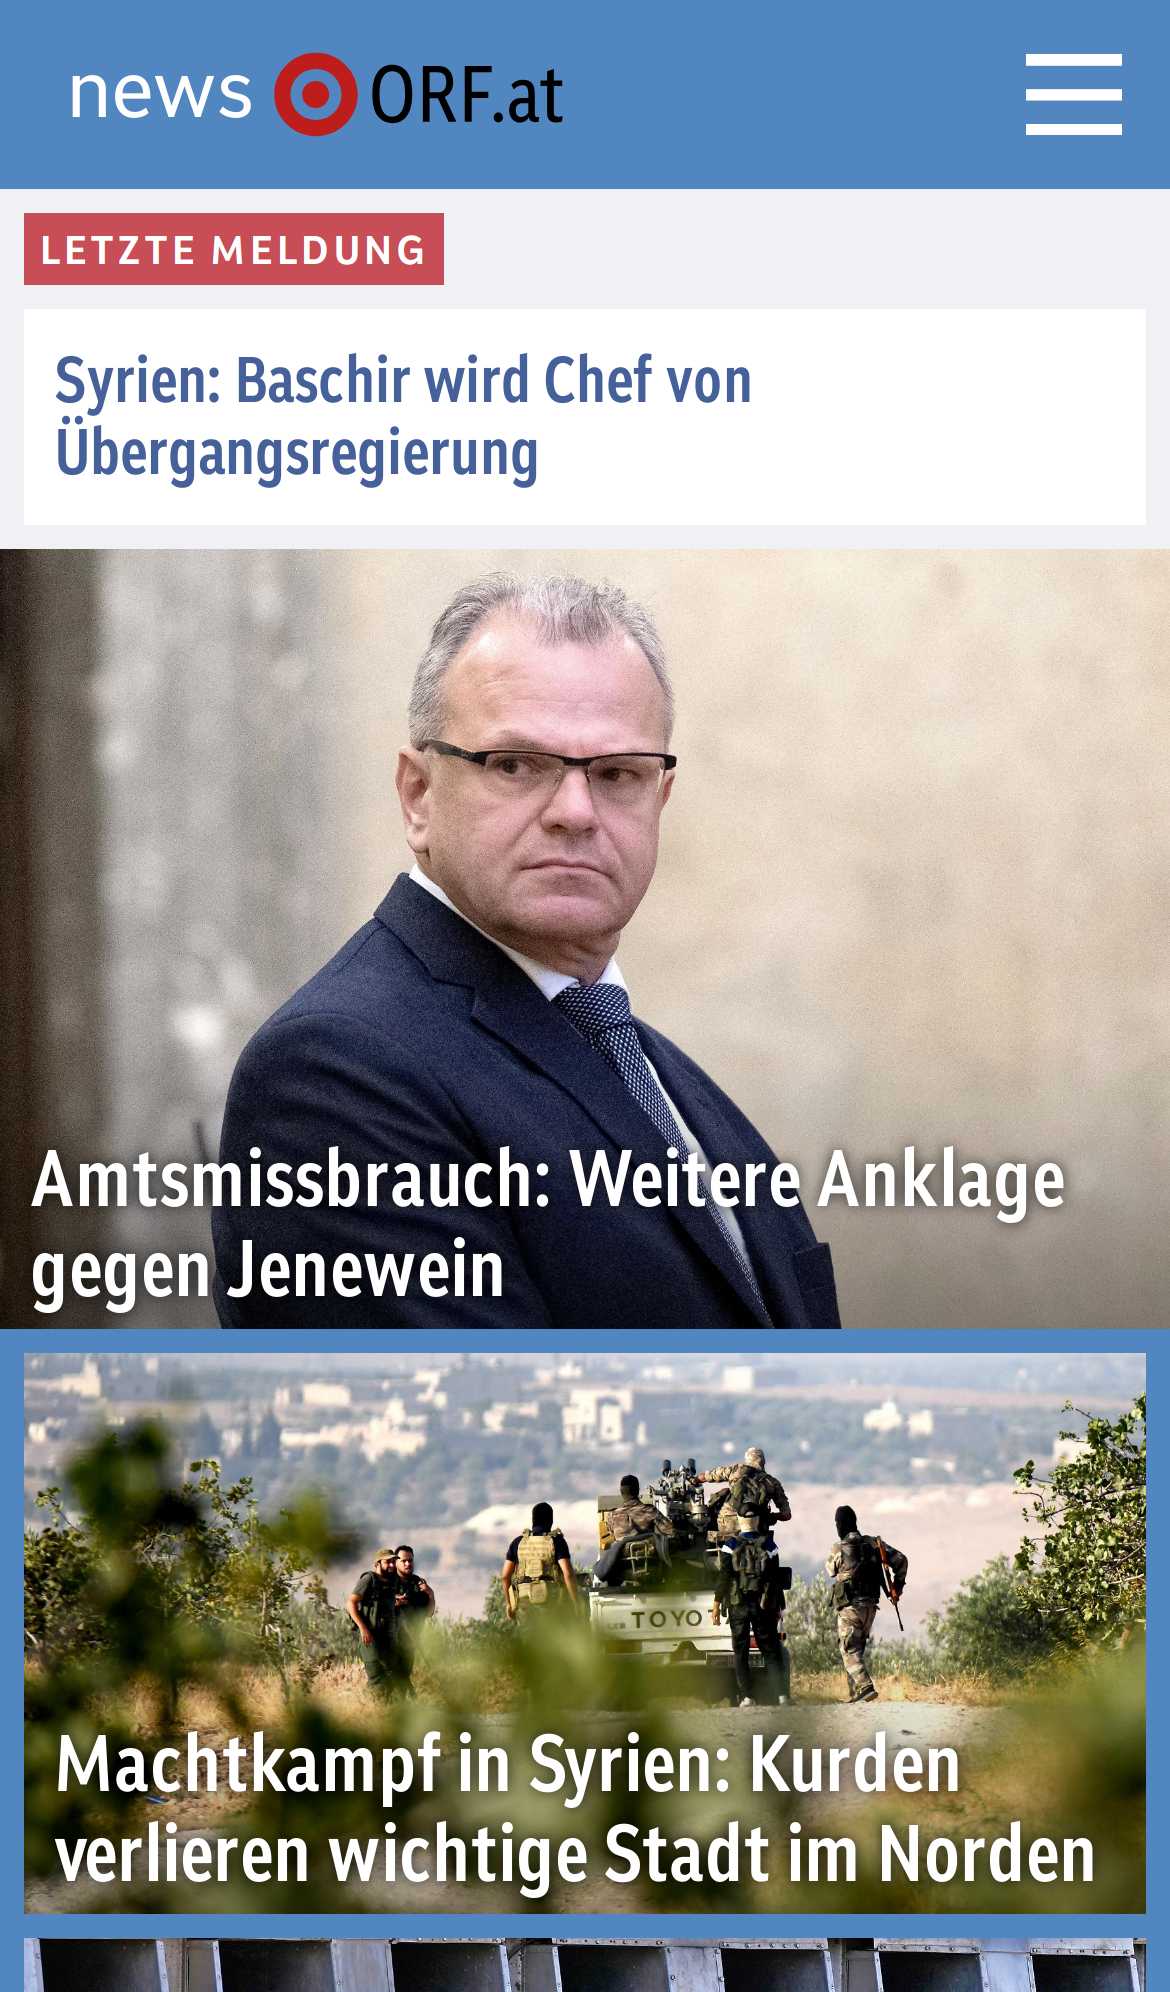 news ORF.at
LETZTE MELDUNG
Syrien: Baschir wird Chef von
Übergangsregierung
Amtsmissbrauch: Weitere Anklage
gegen Jenewein
TOYOT
Machtkampf in Syrien: Kurden
verlieren wichtige Stadt im Norden